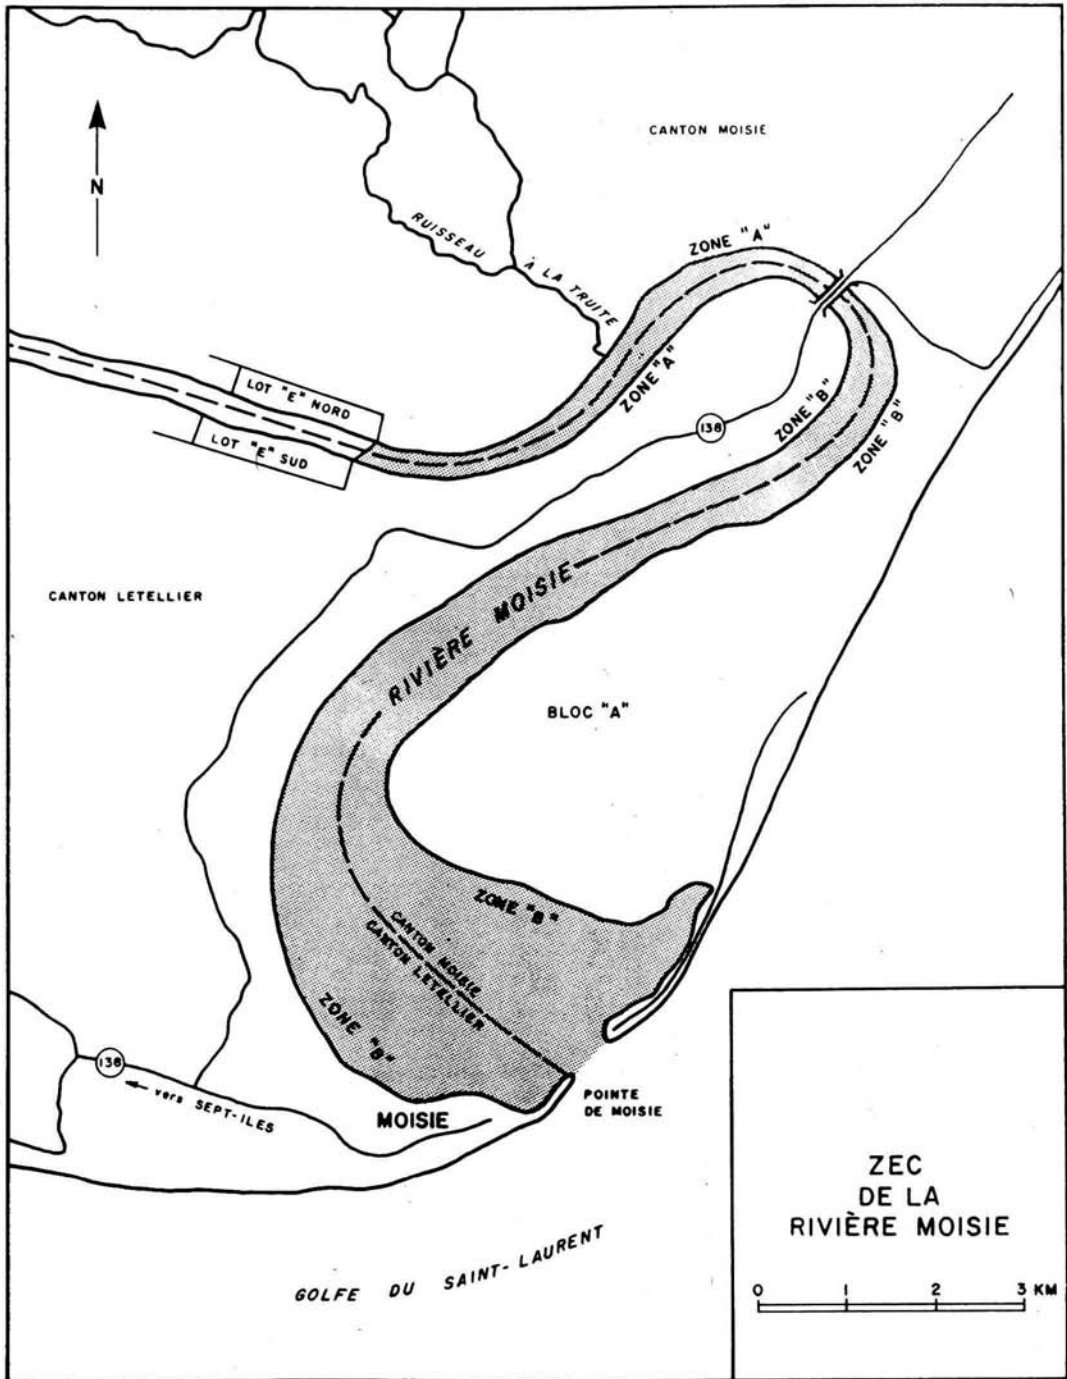 CANTON MOISIE
N
RUISSEAU À LA TRUITE
ZONE "A"
ZONE "A"
LOT "E" NORD
LOT "E" SUD
138
ZONE "B"
ZONE "B"
CANTON LETELLIER
RIVIÈRE MOISIE
BLOC "A"
ZONE "B"
CANTON MOISIE
CANTON LETELLIER
ZONE "B"
138
vers SEPT-ILES
MOISIE
POINTE
DE MOISIE
GOLFE DU SAINT-LAURENT
ZEC
DE LA
RIVIÈRE MOISIE
0 1 2 3 KM